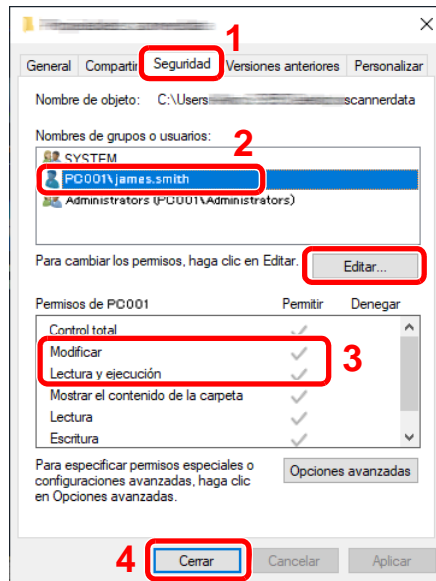 1
General Compartir Seguridad Versiones anteriores Personalizar
Nombre de objeto: C:\Users scannerdata
Nombres de grupos o usuarios:
2
SYSTEM
PC001\james.smith
Administrators (PC001\Administrators)
Para cambiar los permisos, haga clic en Editar. Editar...
Permisos de PC001 Permitir Denegar
Control total
Modificar
3
Lectura y ejecución
Mostrar el contenido de la carpeta
Lectura
Escritura
Para especificar permisos especiales o
configuraciones avanzadas, haga clic
en Opciones avanzadas.
Opciones avanzadas
4 Cerrar Cancelar Aplicar